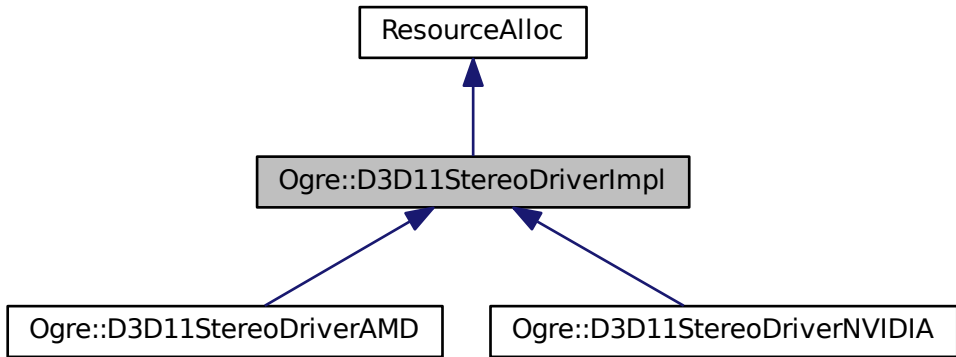 ResourceAlloc
Ogre::D3D11StereoDriverImpl
Ogre::D3D11StereoDriverAMD
Ogre::D3D11StereoDriverNVIDIA